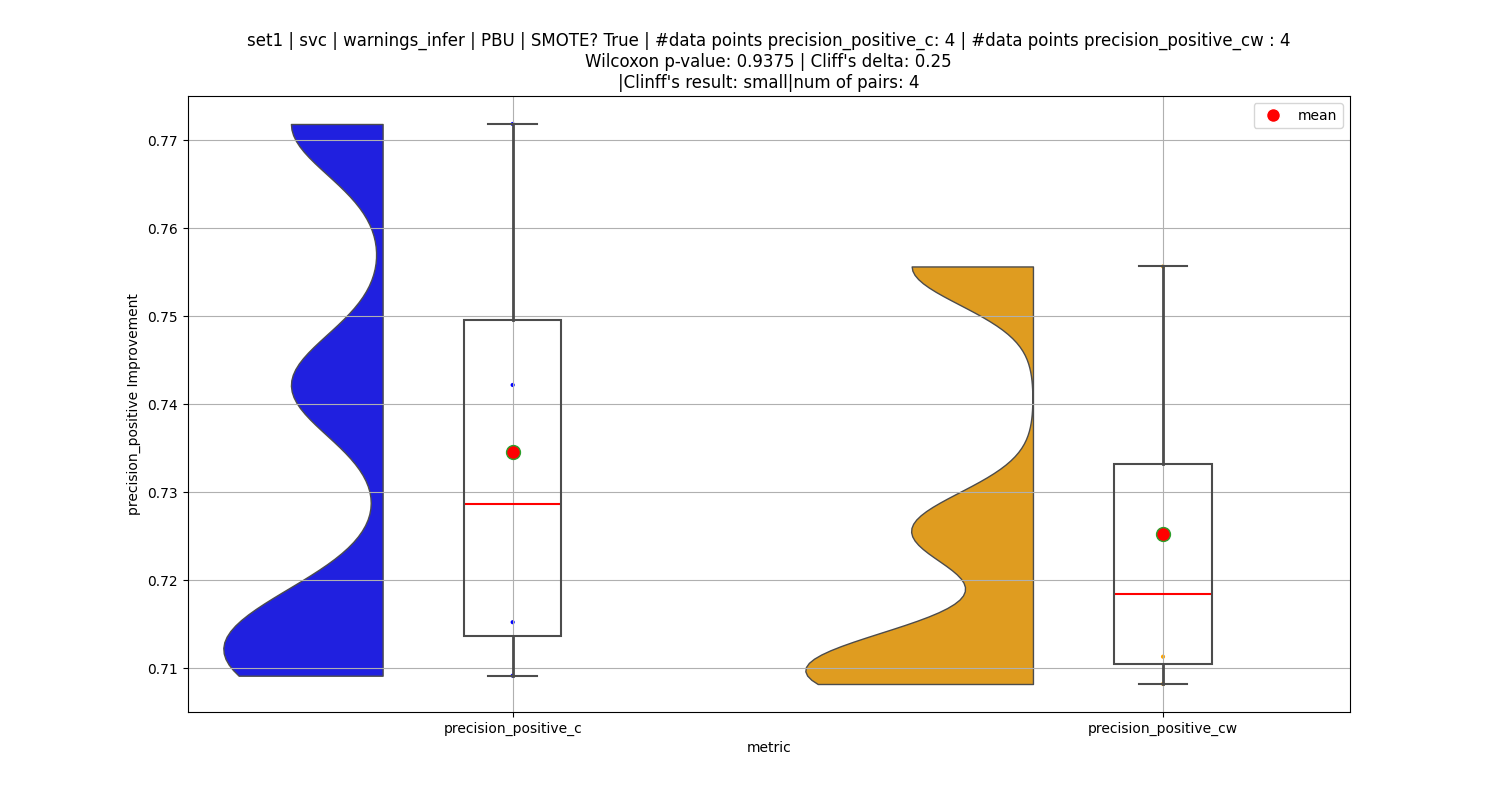 set1 | svc | warnings_infer | PBU | SMOTE? True | #data points precision_positive_c: 4 | #data points precision_positive_cw : 4
Wilcoxon p-value: 0.9375 | Cliff's delta: 0.25
|Clinff's result: small|num of pairs: 4
mean
0.77
0.76
0.75
0.74
0.73
0.72
0.71
precision_positive Improvement
precision_positive_c
precision_positive_cw
metric